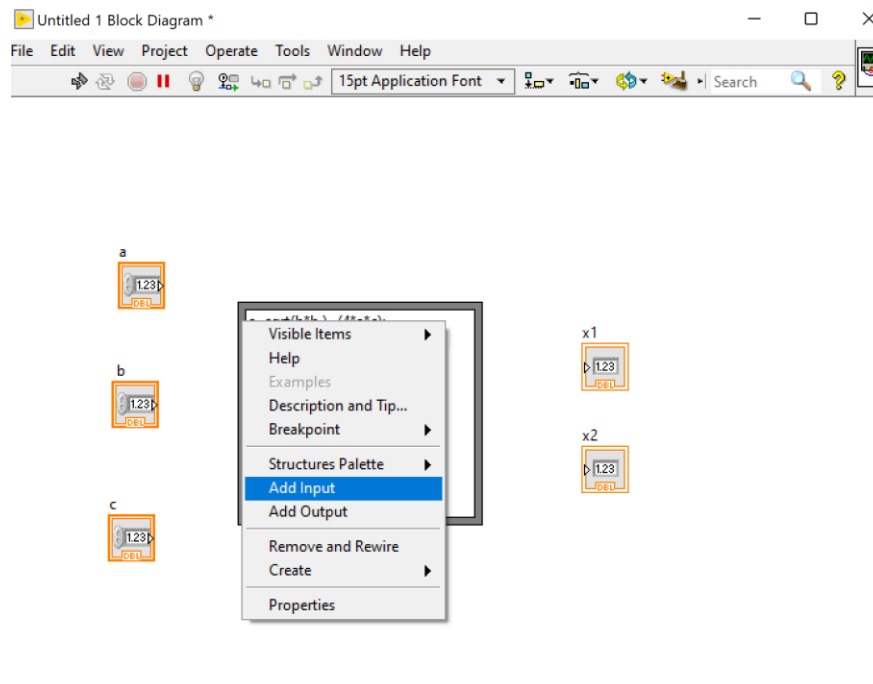 Untitled 1 Block Diagram *
File Edit View Project Operate Tools Window Help
15pt Application Font Search
a
1.23
DBL
b
1.23
DBL
c
1.23
DBL
Visible Items
Help
Examples
Description and Tip...
Breakpoint
Structures Palette
Add Input
Add Output
Remove and Rewire
Create
Properties
x1
1.23
DBL
x2
1.23
DBL